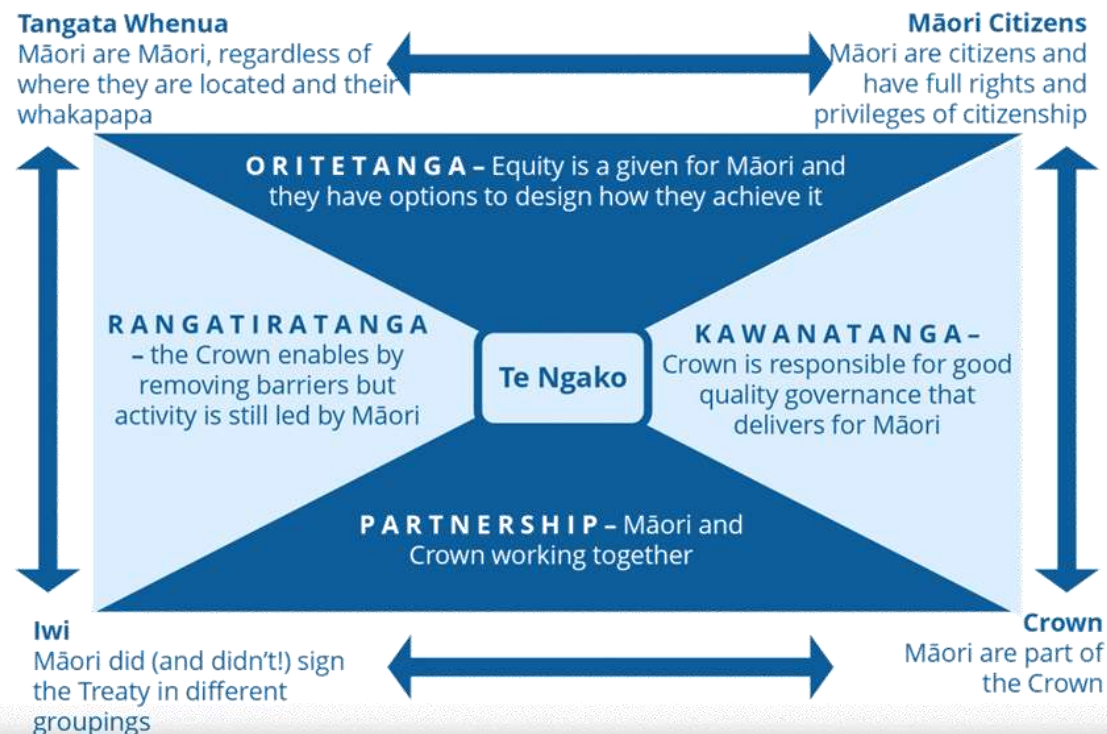 Tangata Whenua
Māori are Māori, regardless of
where they are located and their
whakapapa
Māori Citizens
Māori are citizens and
have full rights and
privileges of citizenship
ORITETANGA – Equity is a given for Māori and
they have options to design how they achieve it
RANGATIRATANGA
– the Crown enables by
removing barriers but
activity is still led by Māori
Te Ngako
KAWANATANGA –
Crown is responsible for good
quality governance that
delivers for Māori
PARTNERSHIP – Māori and
Crown working together
Iwi
Māori did (and didn't!) sign
the Treaty in different
groupings
Crown
Māori are part of
the Crown